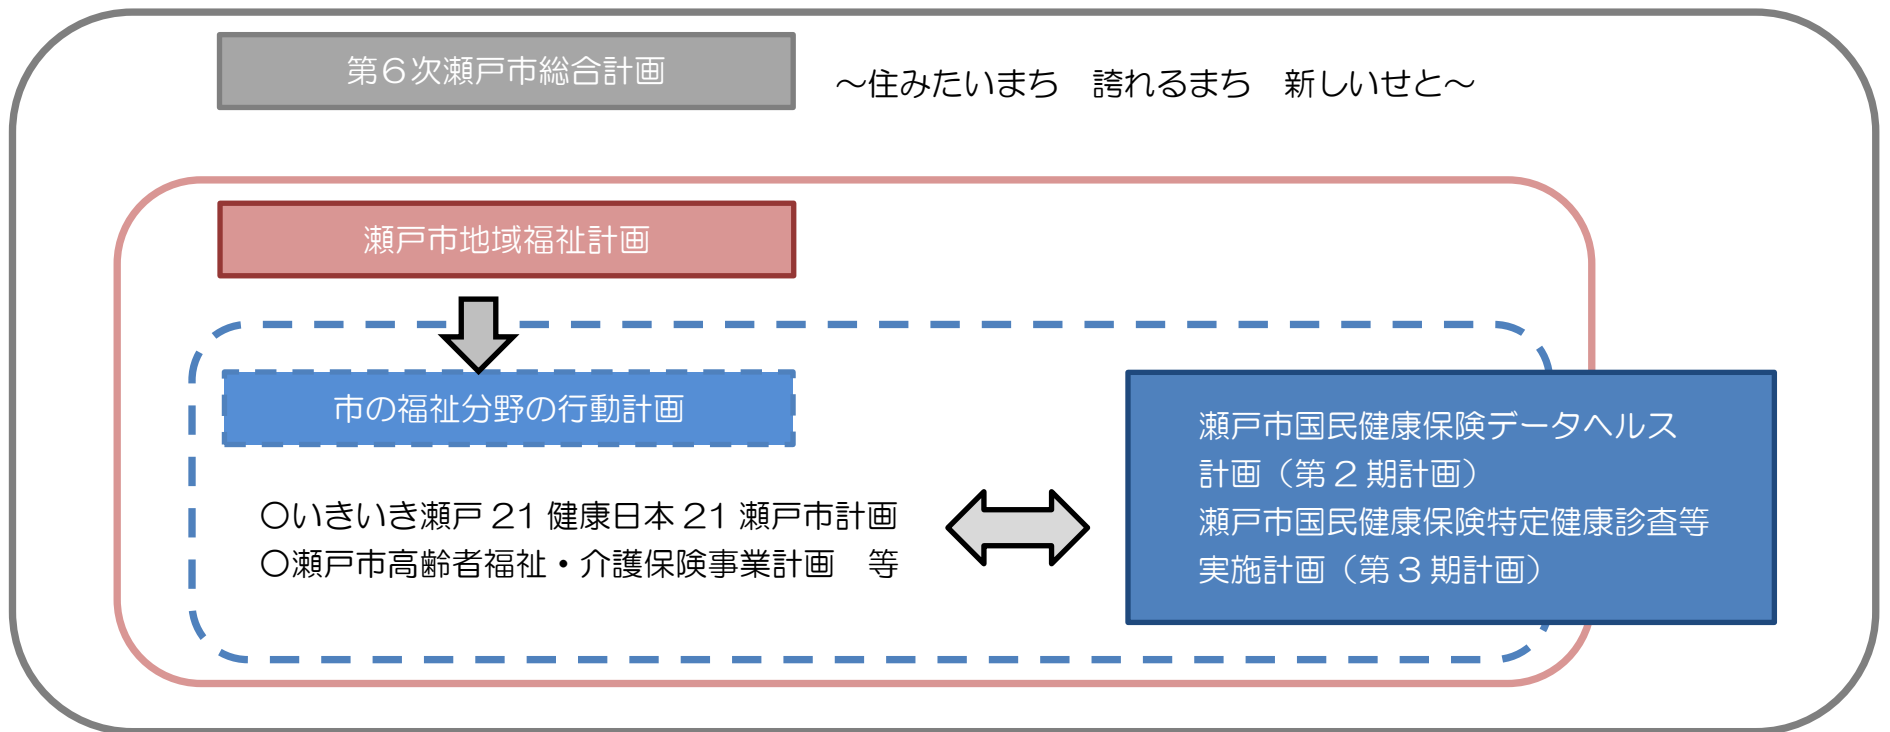 第６次瀬戸市総合計画
～住みたいまち　誇れるまち　新しいせと～
瀬戸市地域福祉計画
市の福祉分野の行動計画
○いきいき瀬戸 21 健康日本 21 瀬戸市計画
○瀬戸市高齢者福祉・介護保険事業計画　等
瀬戸市国民健康保険データヘルス
計画（第２期計画）
瀬戸市国民健康保険特定健康診査等
実施計画（第３期計画）